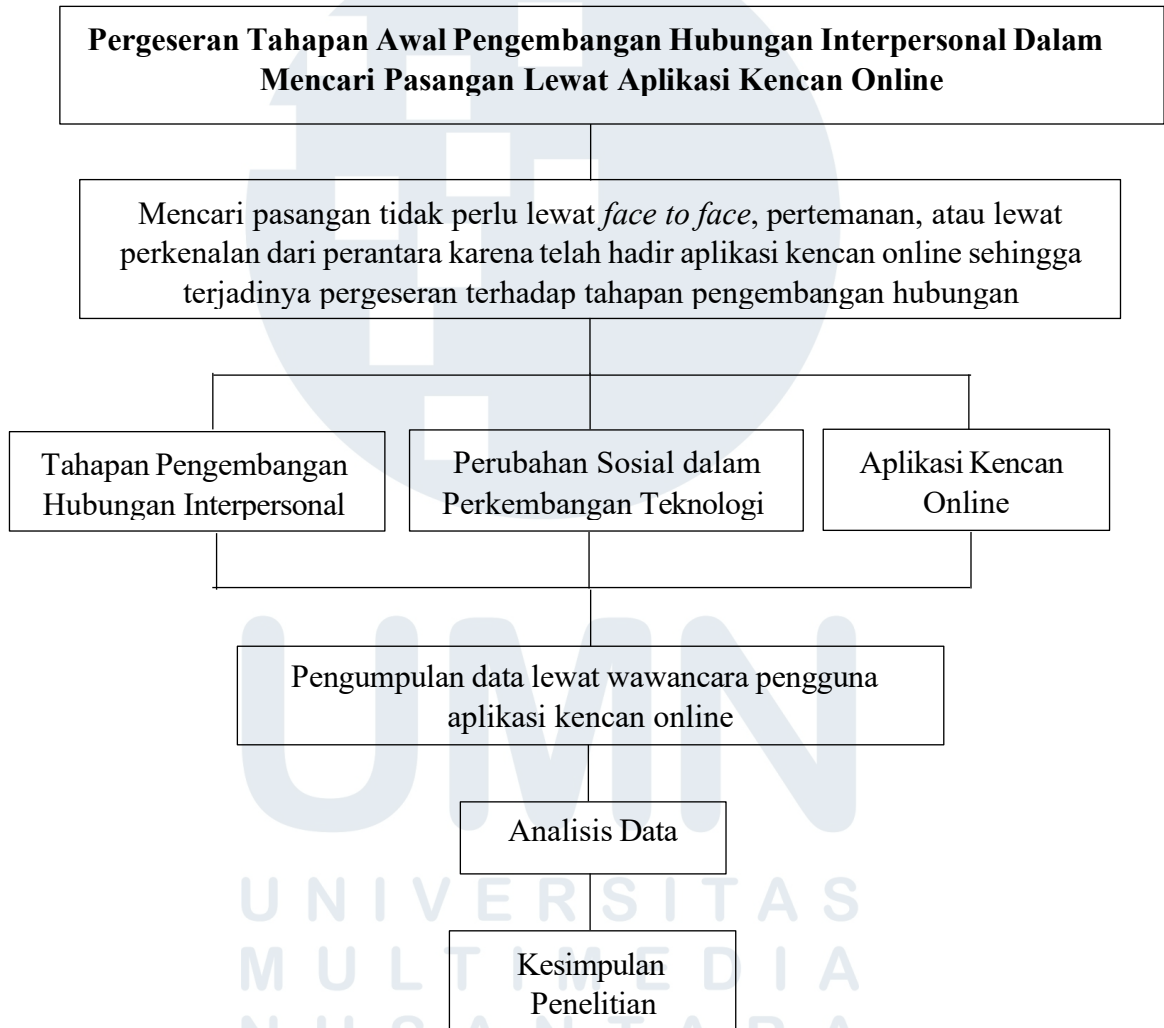 Pergeseran Tahapan Awal Pengembangan Hubungan Interpersonal Dalam
Mencari Pasangan Lewat Aplikasi Kencan Online
Mencari pasangan tidak perlu lewat face to face, pertemanan, atau lewat
perkenalan dari perantara karena telah hadir aplikasi kencan online sehingga
terjadinya pergeseran terhadap tahapan pengembangan hubungan
Tahapan Pengembangan
Hubungan Interpersonal
Perubahan Sosial dalam
Perkembangan Teknologi
Aplikasi Kencan
Online
Pengumpulan data lewat wawancara pengguna
aplikasi kencan online
Analisis Data
Kesimpulan
Penelitian
UMN
UNIVERSITAS
MULTIMEDIA
NUSANTARA